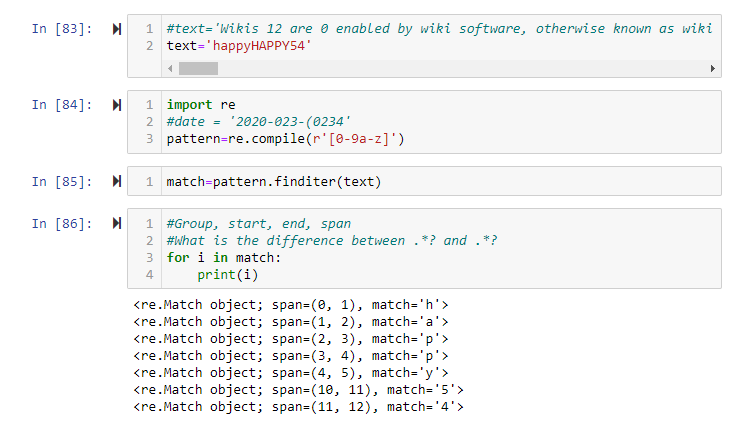 In [83]:
1 #text='Wikis 12 are 0 enabled by wiki software, otherwise known as wiki
2 text='happyHAPPY54'
In [84]:
1 import re
2 #date = '2020-023-(0234'
3 pattern=re.compile(r'[0-9a-z]')
In [85]:
1 match=pattern.finditer(text)
In [86]:
1 #Group, start, end, span
2 #What is the difference between .*? and .*?
3 for i in match:
4     print(i)
<re.Match object; span=(0, 1), match='h'>
<re.Match object; span=(1, 2), match='a'>
<re.Match object; span=(2, 3), match='p'>
<re.Match object; span=(3, 4), match='p'>
<re.Match object; span=(4, 5), match='y'>
<re.Match object; span=(10, 11), match='5'>
<re.Match object; span=(11, 12), match='4'>